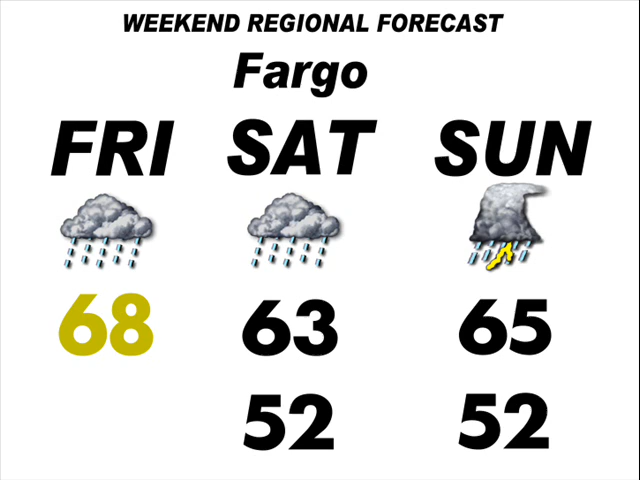 WEEKEND REGIONAL FORECAST
Fargo
FRI SAT SUN
68 63 65
52 52